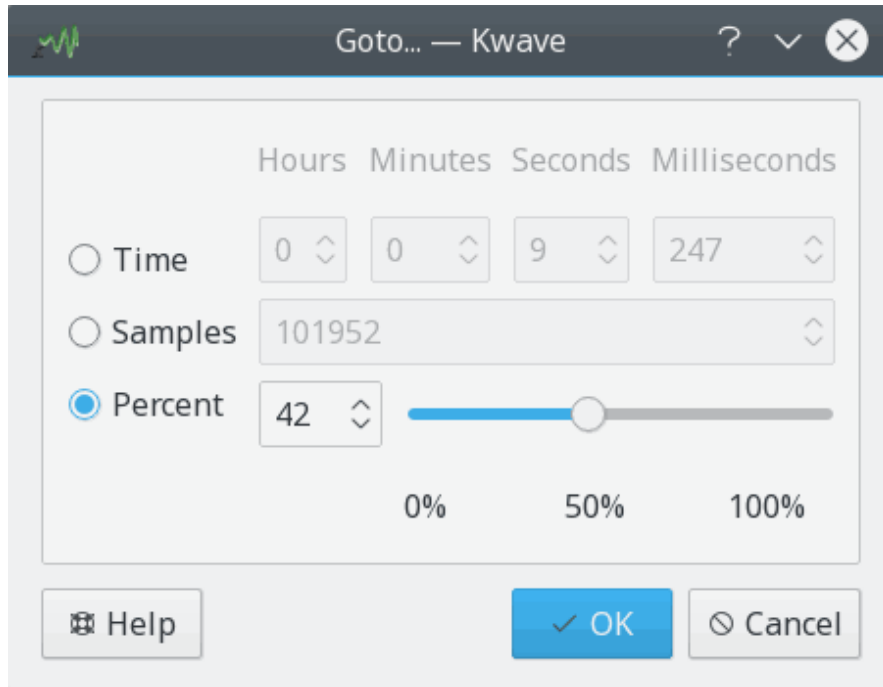 Goto... — Kwave
Hours Minutes Seconds Milliseconds
Time 0 0 9 247
Samples 101952
Percent 42
0% 50% 100%
Help OK Cancel